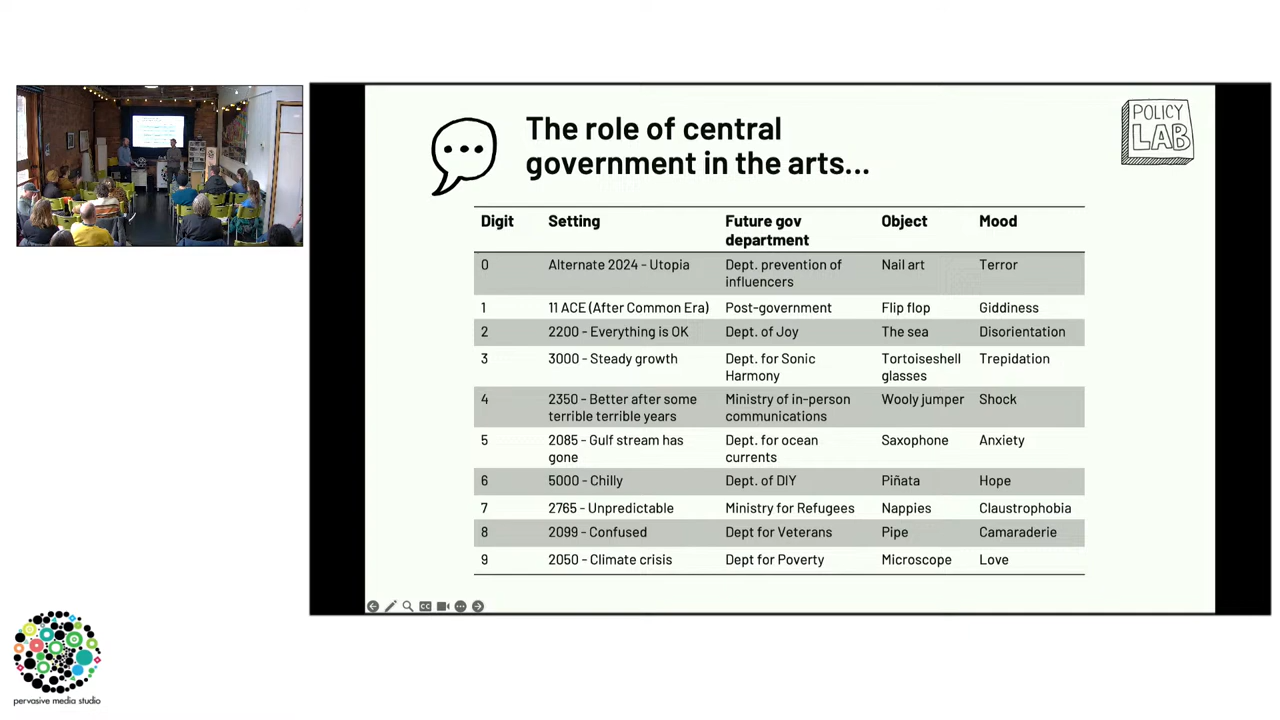 The role of central
government in the arts...
POLICY
LAB
Digit Setting Future gov department Object Mood
0 Alternate 2024 - Utopia Dept. prevention of influencers Nail art Terror
1 11 ACE (After Common Era) Post-government Flip flop Giddiness
2 2200 - Everything is OK Dept. of Joy The sea Disorientation
3 3000 - Steady growth Dept. for Sonic Harmony Tortoiseshell glasses Trepidation
4 2350 - Better after some terrible terrible years Ministry of in-person communications Wooly jumper Shock
5 2085 - Gulf stream has gone Dept. for ocean currents Saxophone Anxiety
6 5000 - Chilly Dept. of DIY Piñata Hope
7 2765 - Unpredictable Ministry for Refugees Nappies Claustrophobia
8 2099 - Confused Dept for Veterans Pipe Camaraderie
9 2050 - Climate crisis Dept for Poverty Microscope Love
CC
pervasive media studio